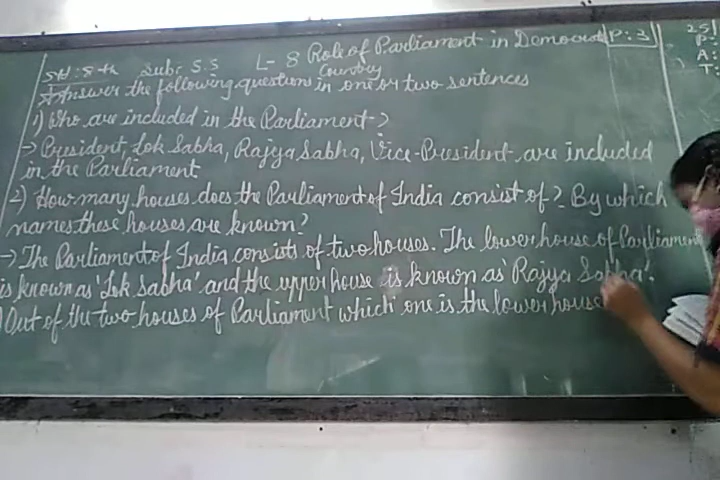 Std: 8th Sub: S.S L- 8 Role of Parliament in Democratic P: 3
Country
* Answer the following question in one or two sentences
1) Who are included in the Parliament?
→ President, Lok Sabha, Rajya Sabha, Vice-President are included
in the Parliament
2) How many houses does the Parliament of India consist of? By which
names these houses are known?
→ The Parliament of India consists of two houses. The lower house of Parliament
is known as 'Lok Sabha' and the upper house is known as 'Rajya Sabha'.
Out of the two houses of Parliament which one is the lower house
25
P:
A:
T: